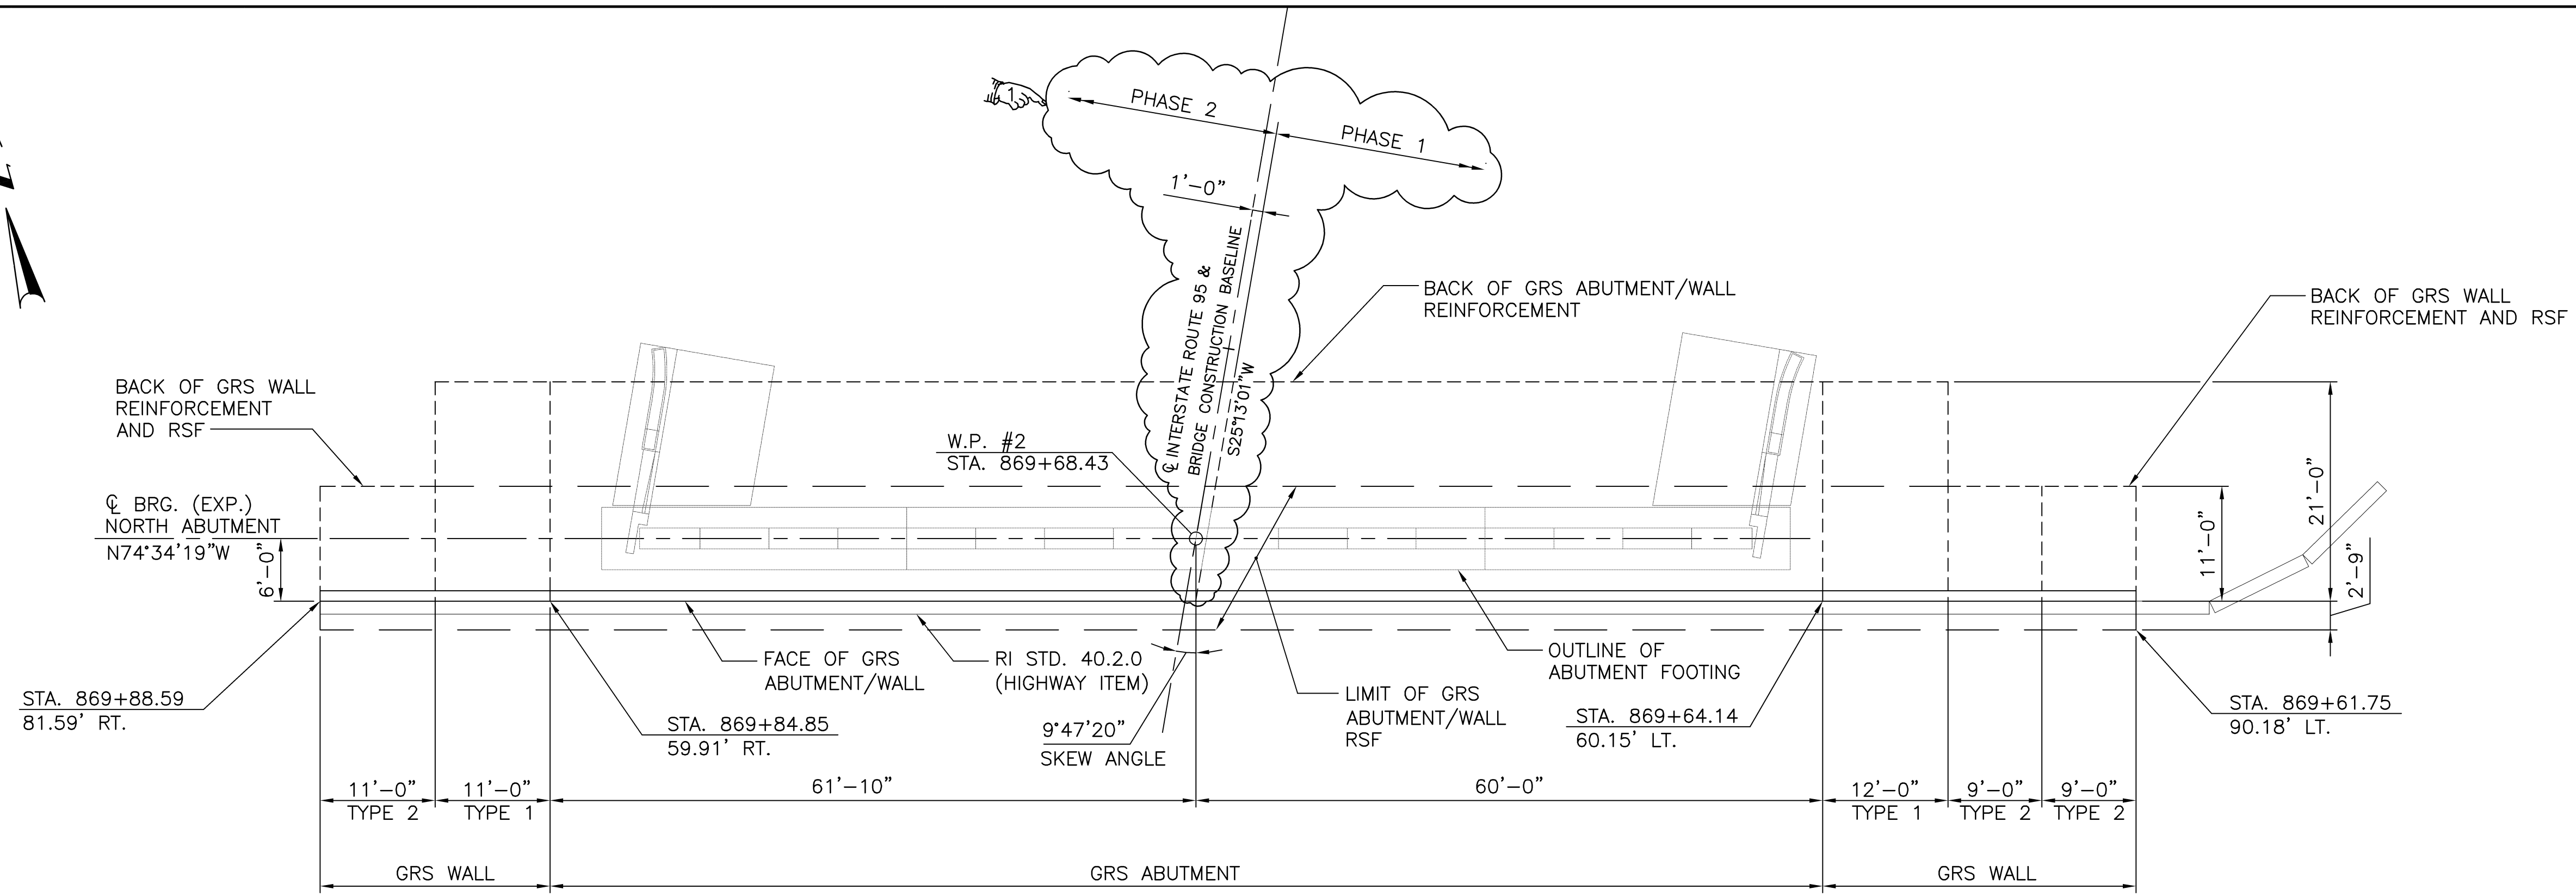 PHASE 2
PHASE 1
1
1'-0"
℄ INTERSTATE ROUTE 95 &
BRIDGE CONSTRUCTION BASELINE
S25°13'01"W
BACK OF GRS ABUTMENT/WALL
REINFORCEMENT
BACK OF GRS WALL
REINFORCEMENT AND RSF
BACK OF GRS WALL
REINFORCEMENT
AND RSF
W.P. #2
STA. 869+68.43
℄ BRG. (EXP.)
NORTH ABUTMENT
N74°34'19"W
6'-0"
11'-0"
21'-0"
2'-9"
FACE OF GRS
ABUTMENT/WALL
RI STD. 40.2.0
(HIGHWAY ITEM)
OUTLINE OF
ABUTMENT FOOTING
LIMIT OF GRS
ABUTMENT/WALL
RSF
STA. 869+88.59
81.59' RT.
STA. 869+84.85
59.91' RT.
9°47'20"
SKEW ANGLE
STA. 869+64.14
60.15' LT.
STA. 869+61.75
90.18' LT.
11'-0"
TYPE 2
11'-0"
TYPE 1
61'-10"
60'-0"
12'-0"
TYPE 1
9'-0"
TYPE 2
9'-0"
TYPE 2
GRS WALL
GRS ABUTMENT
GRS WALL